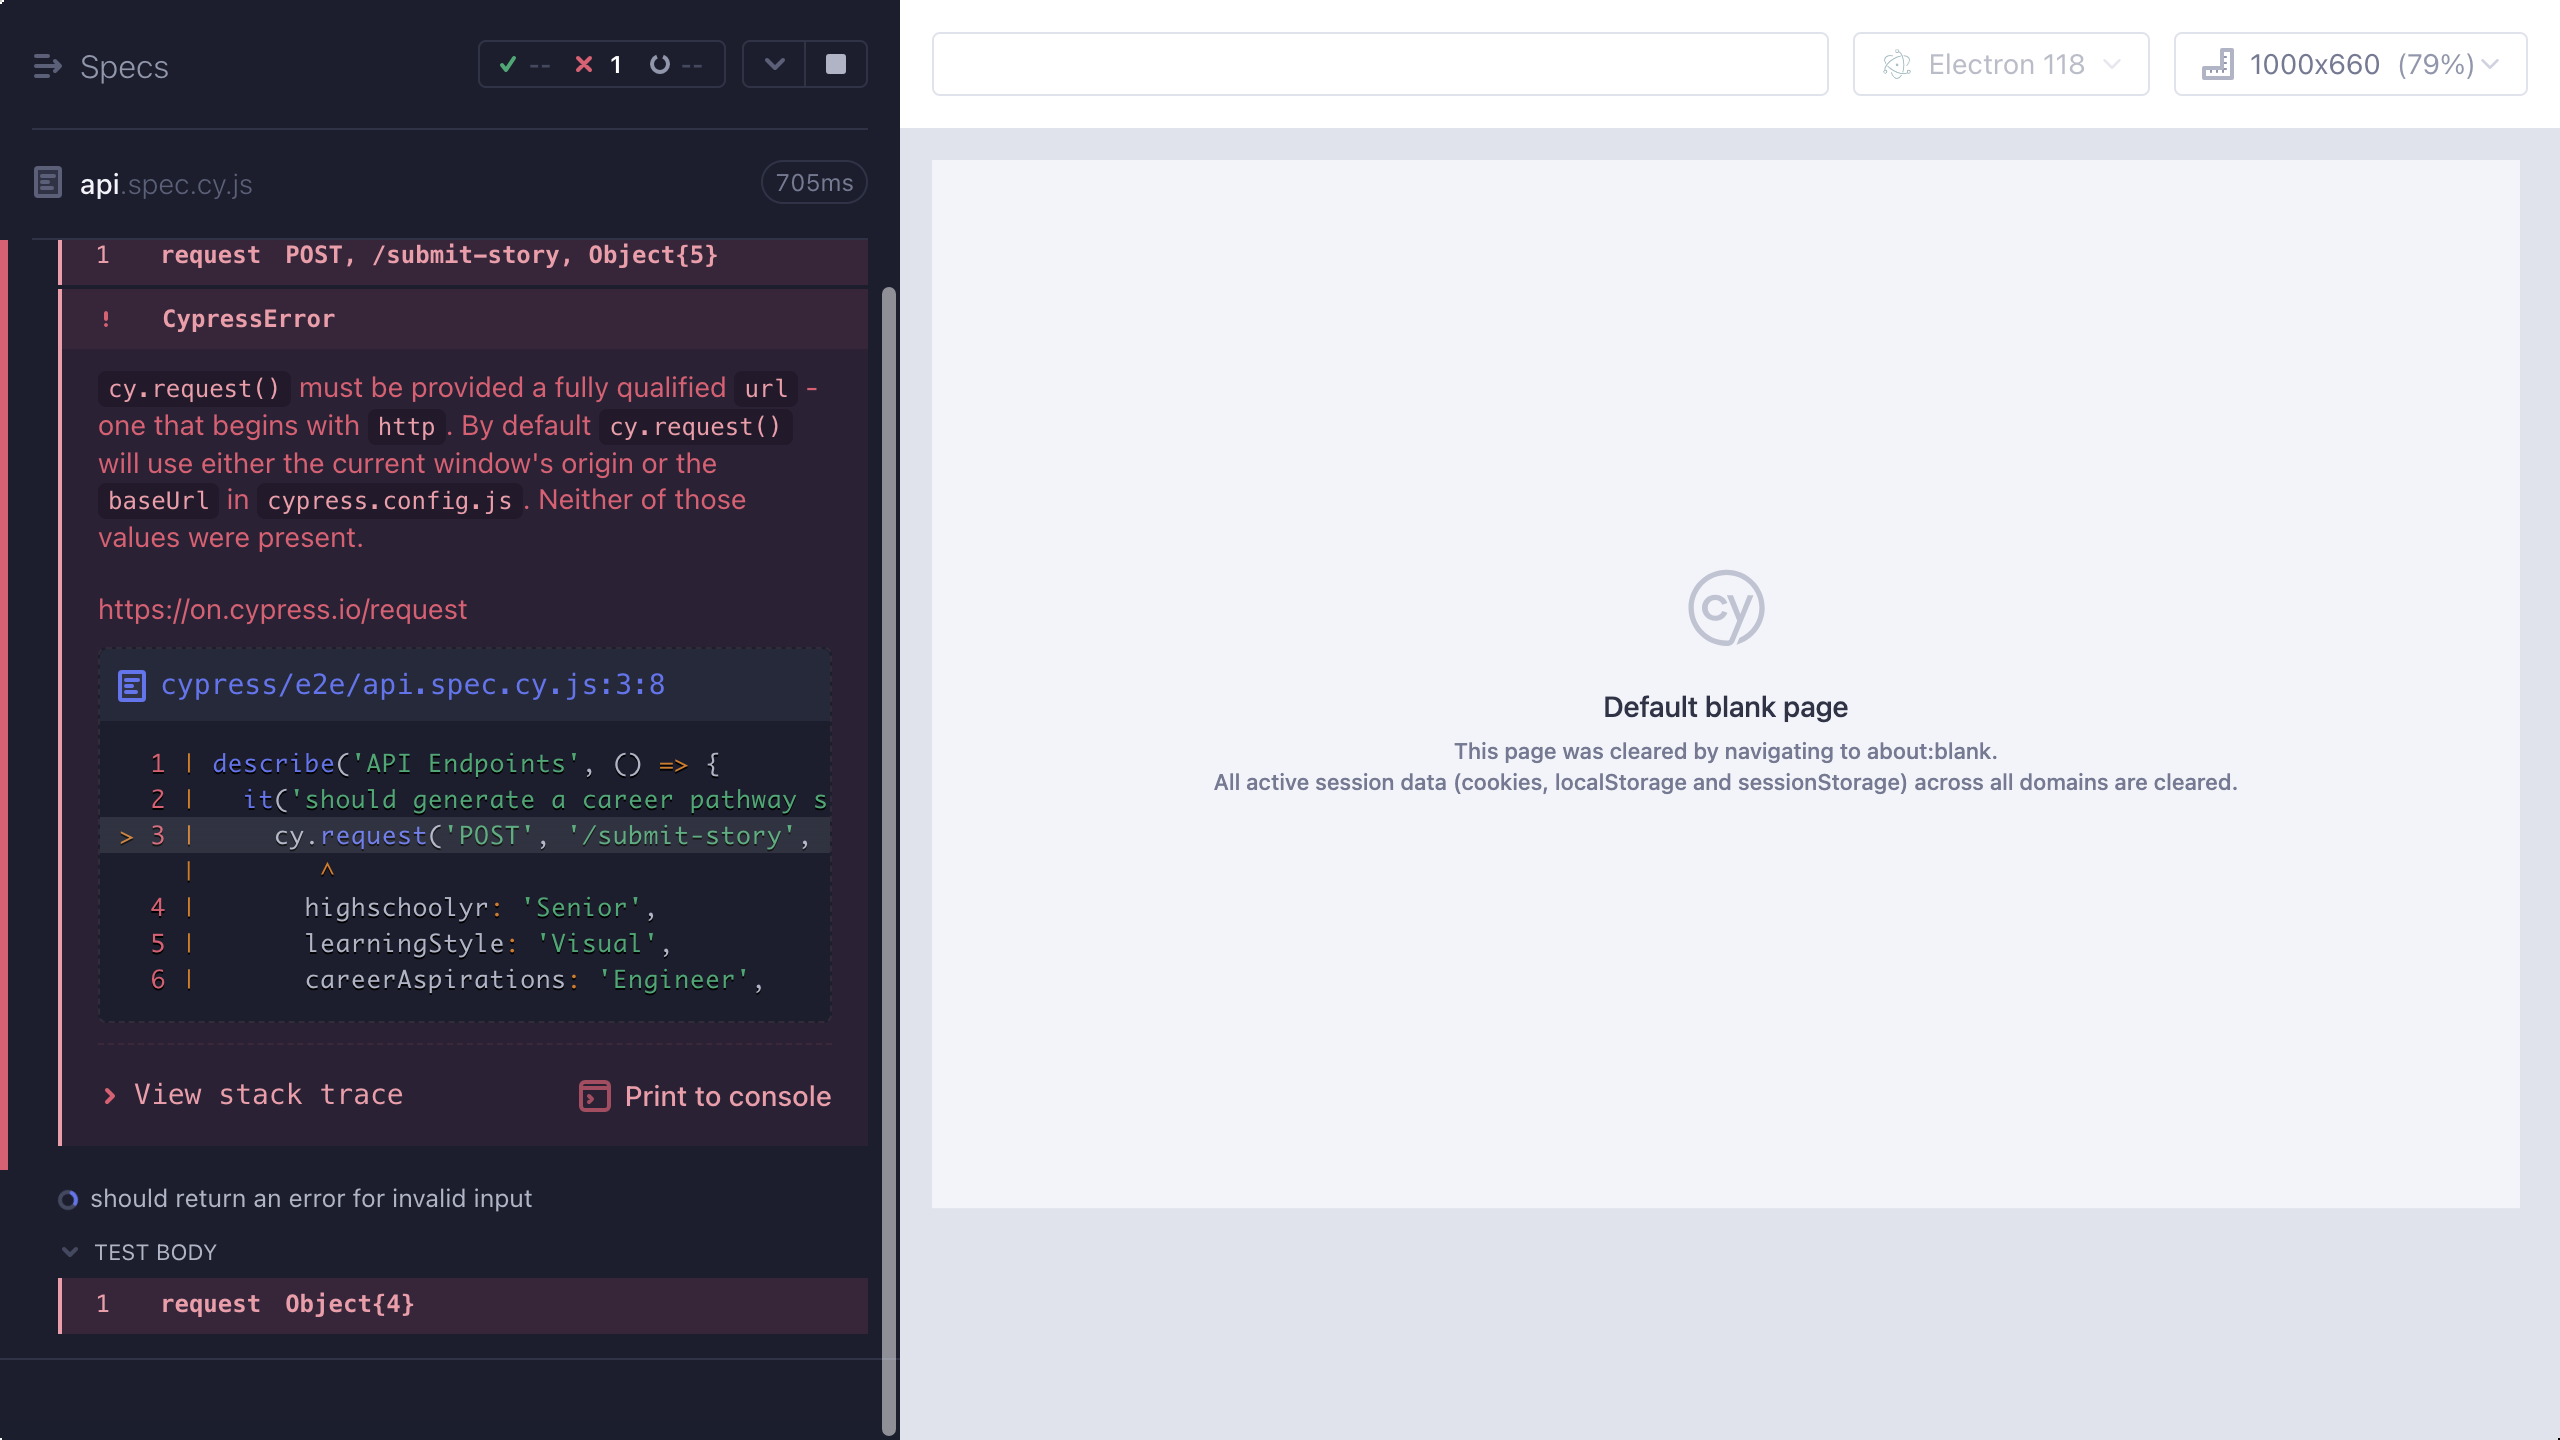 Specs
-- 1 --
api.spec.cy.js
705ms
1 request POST, /submit-story, Object{5}
! CypressError
cy.request() must be provided a fully qualified url -
one that begins with http. By default cy.request()
will use either the current window's origin or the
baseUrl in cypress.config.js. Neither of those
values were present.
https://on.cypress.io/request
cypress/e2e/api.spec.cy.js:3:8
1 | describe('API Endpoints', () => {
2 |   it('should generate a career pathway s
> 3 |     cy.request('POST', '/submit-story',
|        ^
4 |       highschoolyr: 'Senior',
5 |       learningStyle: 'Visual',
6 |       careerAspirations: 'Engineer',
View stack trace
Print to console
should return an error for invalid input
TEST BODY
1 request Object{4}
Electron 118
1000x660 (79%)
cy
Default blank page
This page was cleared by navigating to about:blank.
All active session data (cookies, localStorage and sessionStorage) across all domains are cleared.